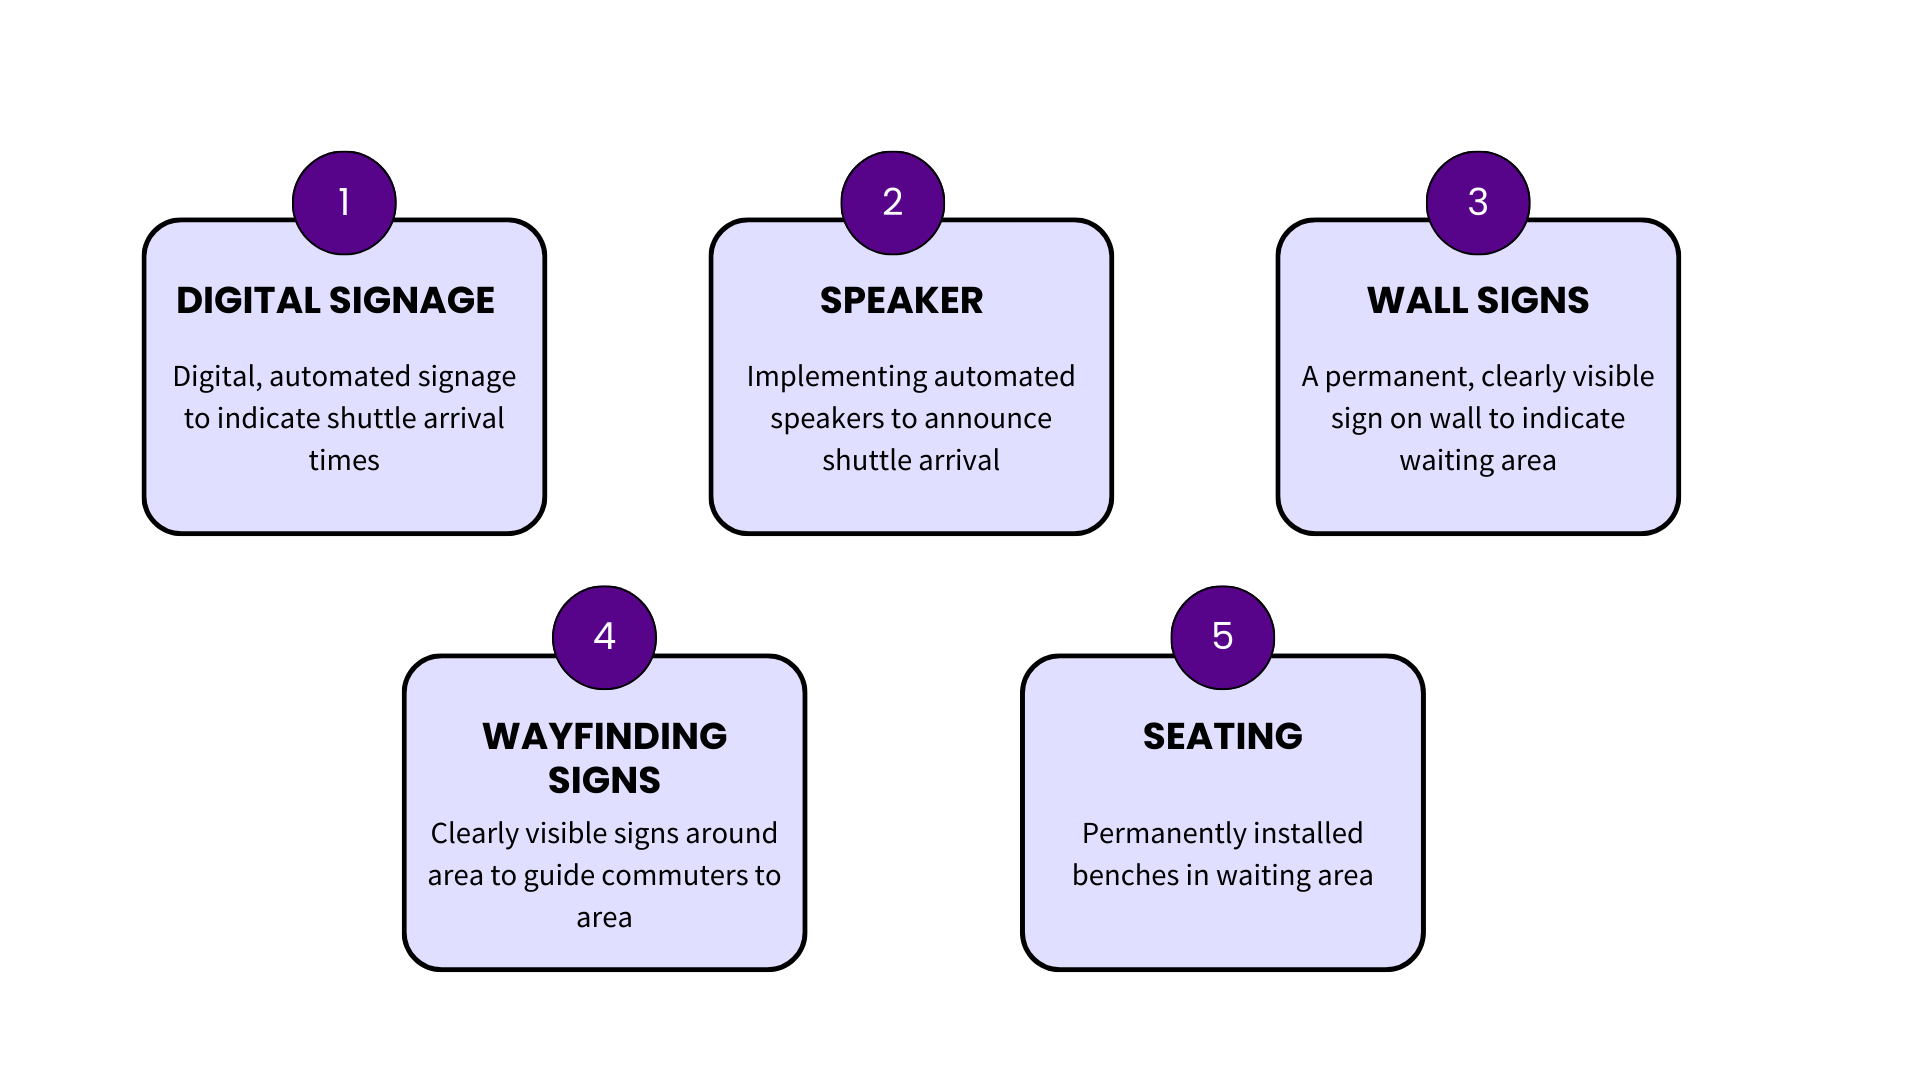 1
DIGITAL SIGNAGE
Digital, automated signage
to indicate shuttle arrival
times
2
SPEAKER
Implementing automated
speakers to announce
shuttle arrival
3
WALL SIGNS
A permanent, clearly visible
sign on wall to indicate
waiting area
4
WAYFINDING
SIGNS
Clearly visible signs around
area to guide commuters to
area
5
SEATING
Permanently installed
benches in waiting area